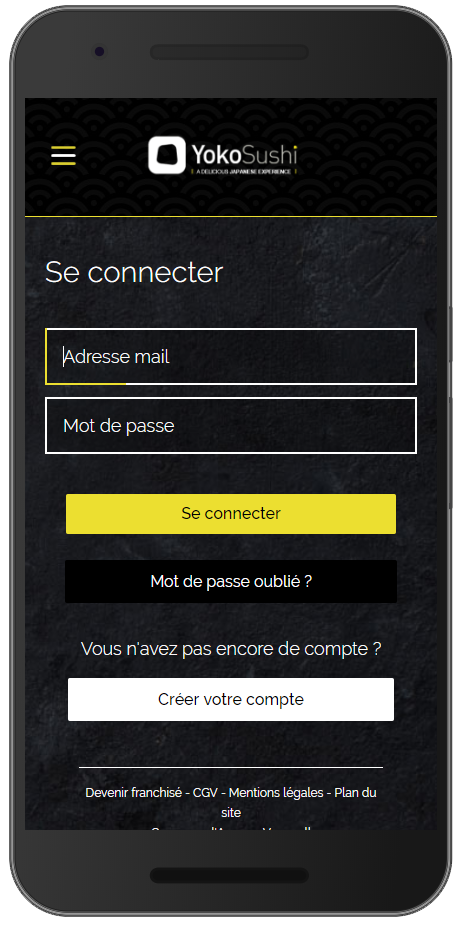 YokoSushi
A DELICIOUS JAPANESE EXPERIENCE
Se connecter
Adresse mail
Mot de passe
Se connecter
Mot de passe oublié ?
Vous n'avez pas encore de compte ?
Créer votre compte
Devenir franchisé - CGV - Mentions légales - Plan du
site